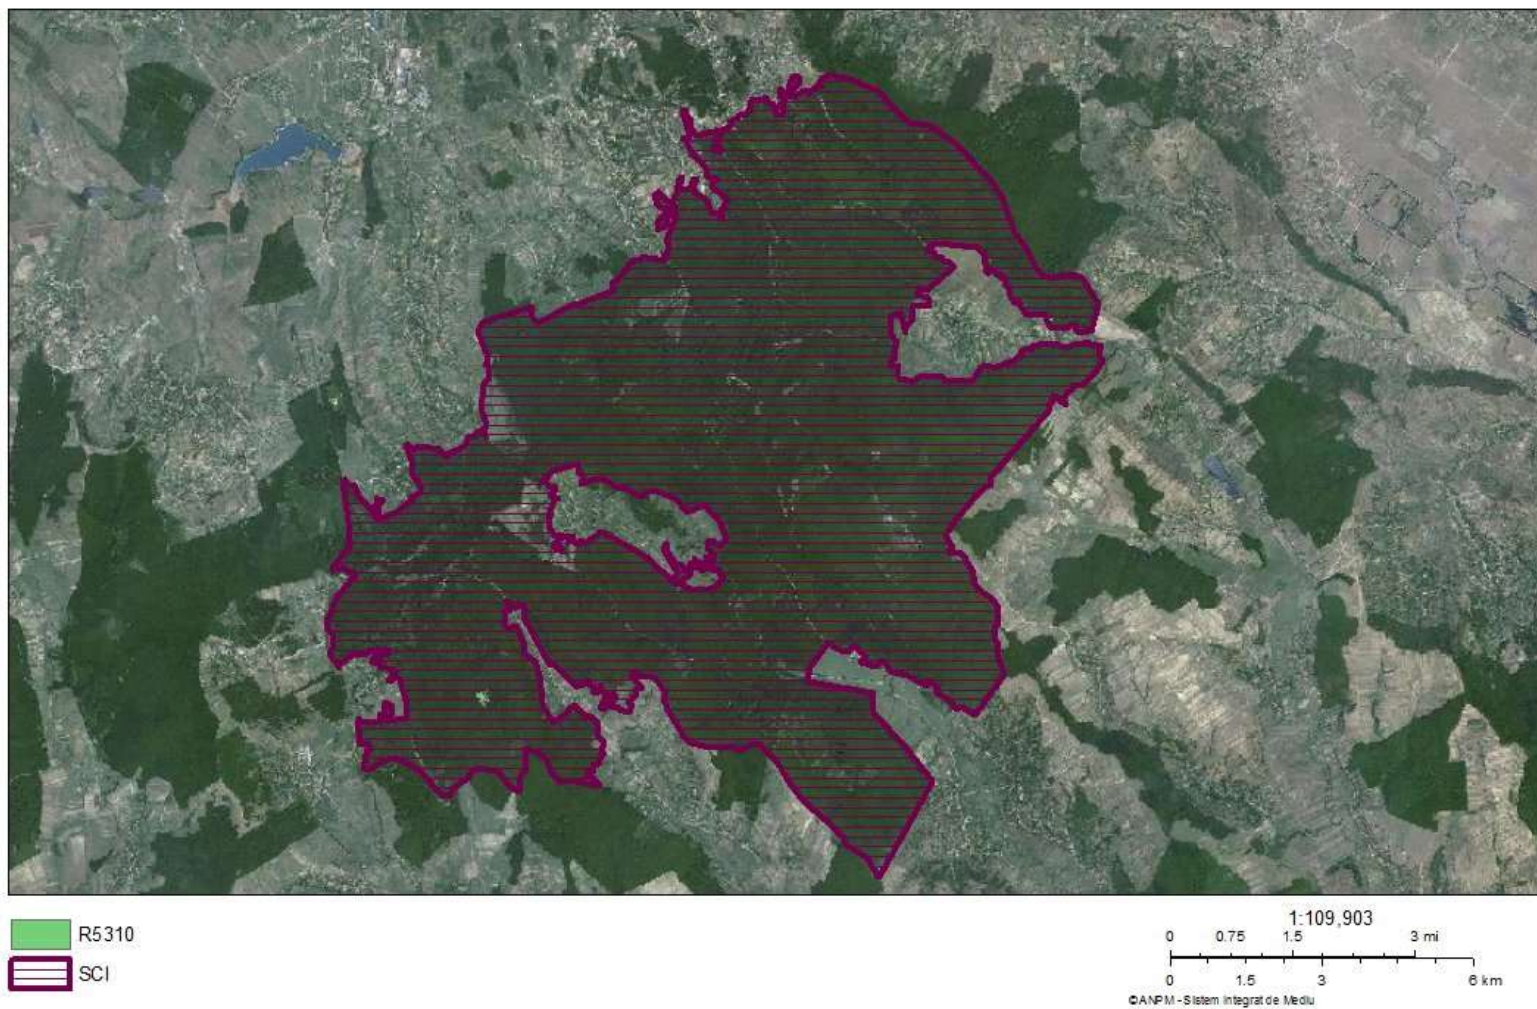 R5310
SCI
1:109,903
0 0.75 1.5 3 mi
0 1.5 3 6 km
©ANPM - Sistem Integrat de Mediu